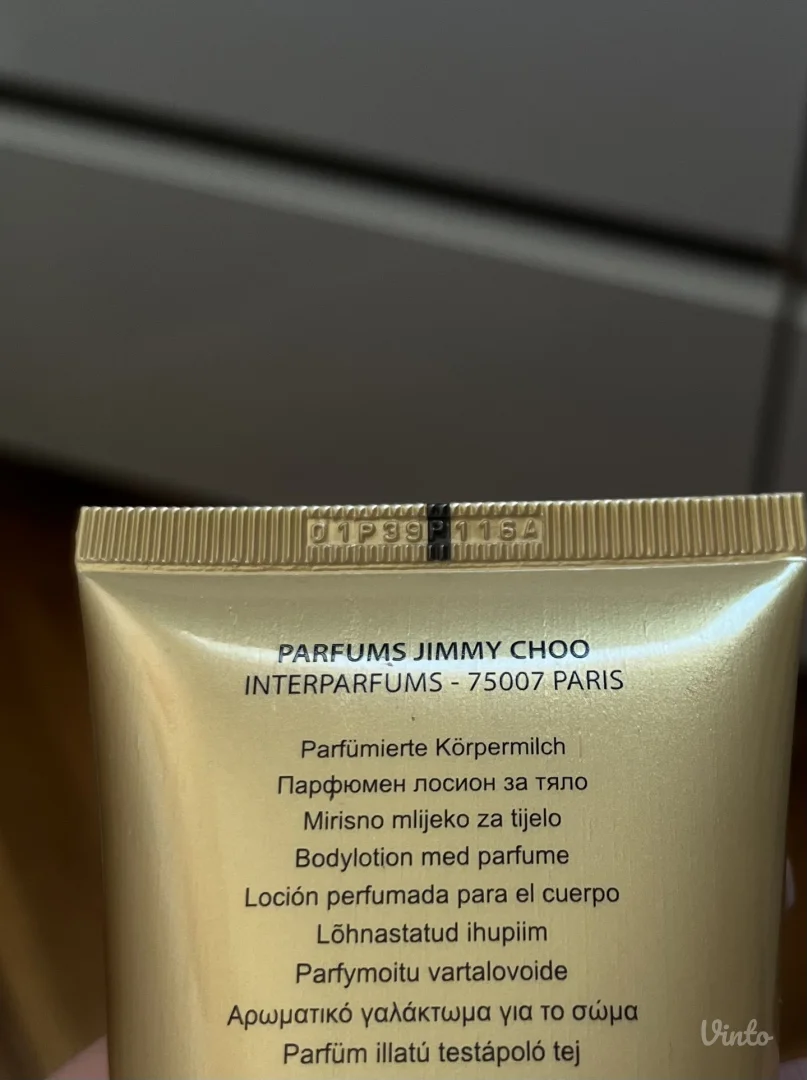 01P39P116A
PARFUMS JIMMY CHOO
INTERPARFUMS - 75007 PARIS
Parfümierte Körpermilch
Парфюмен лосион за тяло
Mirisno mlijeko za tijelo
Bodylotion med parfume
Loción perfumada para el cuerpo
Lõhnastatud ihupiim
Parfymoitu vartalovoide
Αρωματικό γαλάκτωμα για το σώμα
Parfüm illatú testápoló tej
Vinto